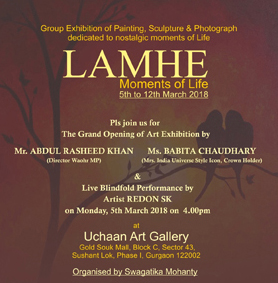 Group Exhibition of Painting, Sculpture & Photograph
dedicated to nostalgic moments of Life
LAMHE
Moments of Life
5th to 12th March 2018
Pls join us for
The Grand Opening of Art Exhibition by
Mr. ABDUL RASHEED KHAN Ms. BABITA CHAUDHARY
(Director Waolu MP) (Mrs. India Universe Style Icon, Crown Holder)
&
Live Blindfold Performance by
Artist REDON SK
on Monday, 5th March 2018 on 4.00pm
at
Uchaan Art Gallery
Gold Souk Mall, Block C, Sector 43,
Sushant Lok, Phase I, Gurgaon 122002
Organised by Swagatika Mohanty